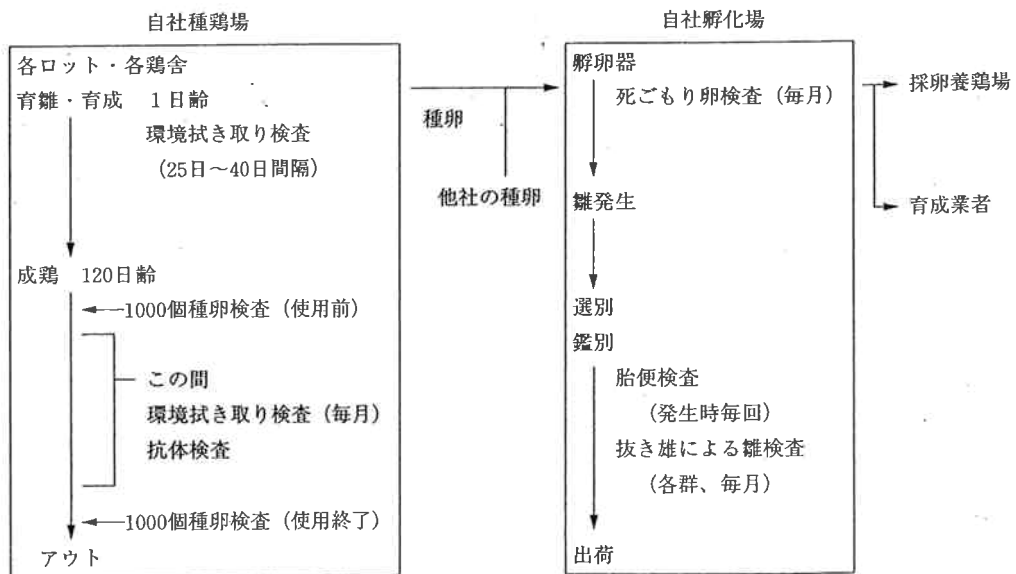 自社種鶏場
各ロット・各鶏舎
育雛・育成 1日齢
環境拭き取り検査
(25日～40日間隔)
成鶏 120日齢
1000個種卵検査（使用前）
この間
環境拭き取り検査（毎月）
抗体検査
1000個種卵検査（使用終了）
アウト
種卵
他社の種卵
自社孵化場
孵卵器
死ごもり卵検査（毎月）
雛発生
選別
鑑別
胎便検査
（発生時毎回）
抜き雄による雛検査
（各群、毎月）
出荷
採卵養鶏場
育成業者